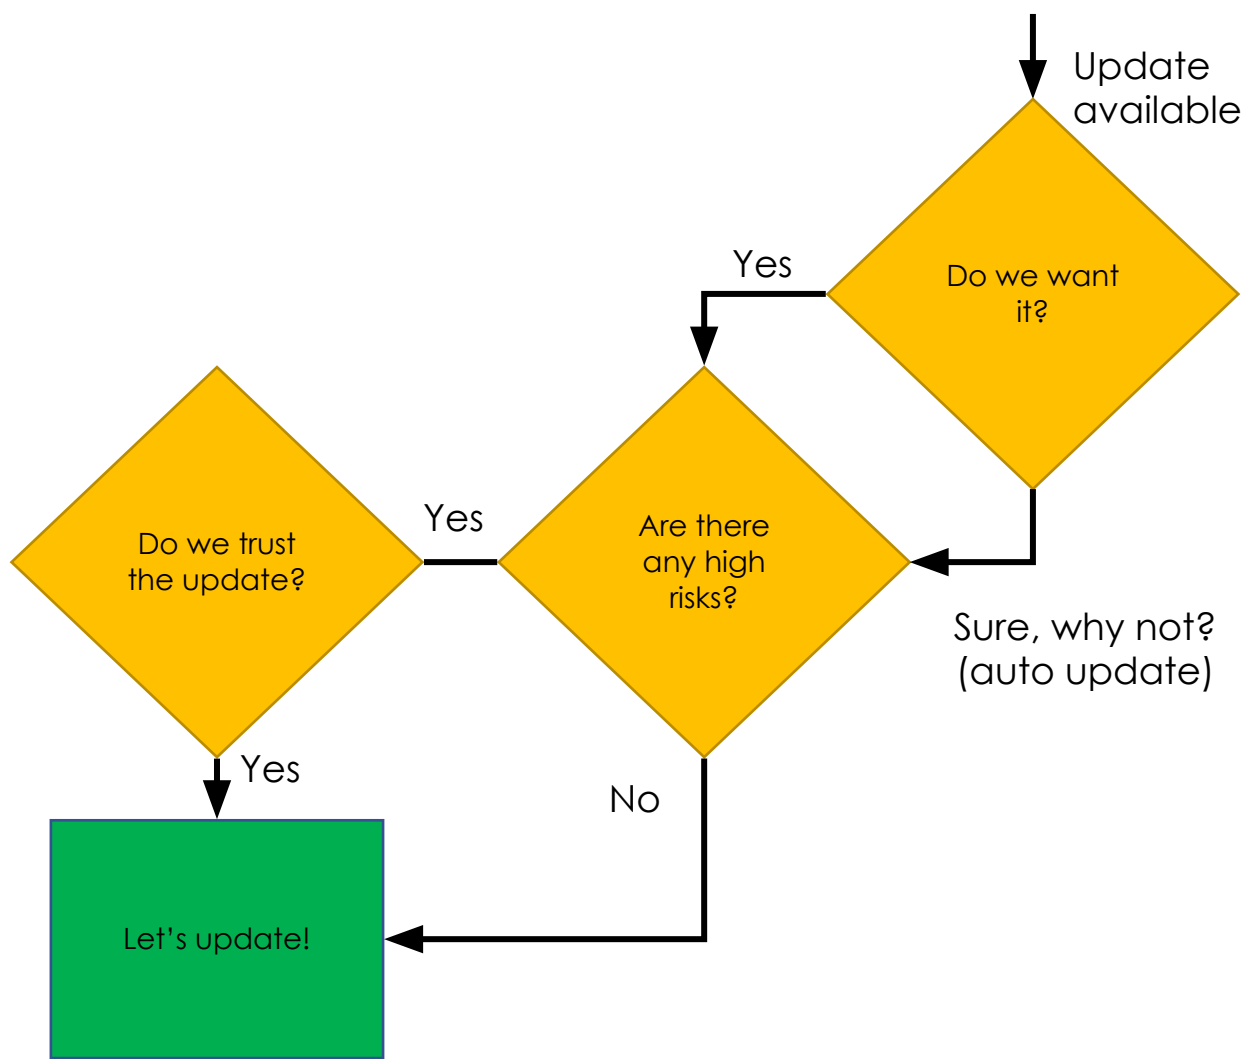 Update
available
Do we want
it?
Yes
Are there
any high
risks?
Yes
Do we trust
the update?
Sure, why not?
(auto update)
Yes
No
Let's update!